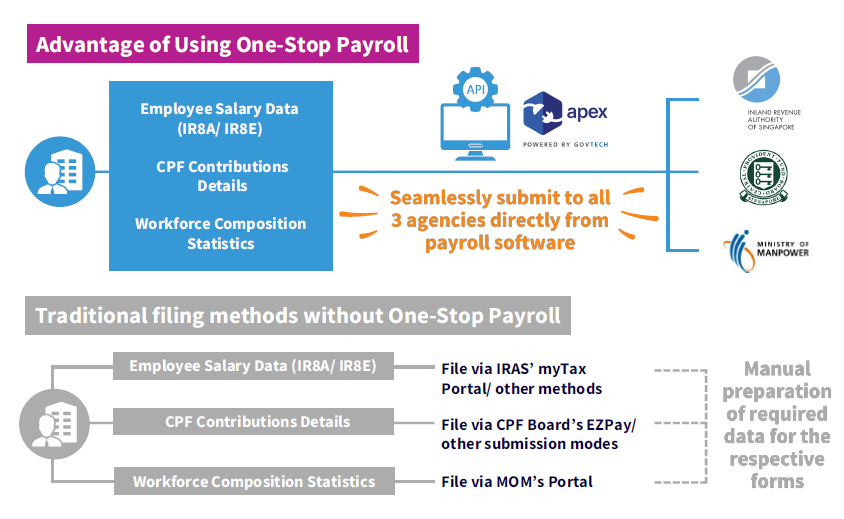 Advantage of Using One-Stop Payroll
Employee Salary Data
(IR8A/ IR8E)
CPF Contributions
Details
Workforce Composition
Statistics
API
apex
POWERED BY GOVTECH
Seamlessly submit to all
3 agencies directly from
payroll software
INLAND REVENUE
AUTHORITY
OF SINGAPORE
CENTRAL PROVIDENT FUND BOARD
SINGAPORE
MINISTRY OF
MANPOWER
Traditional filing methods without One-Stop Payroll
Employee Salary Data (IR8A/ IR8E)
File via IRAS’ myTax
Portal/ other methods
CPF Contributions Details
File via CPF Board’s EZPay/
other submission modes
Workforce Composition Statistics
File via MOM’s Portal
Manual
preparation
of required
data for the
respective
forms